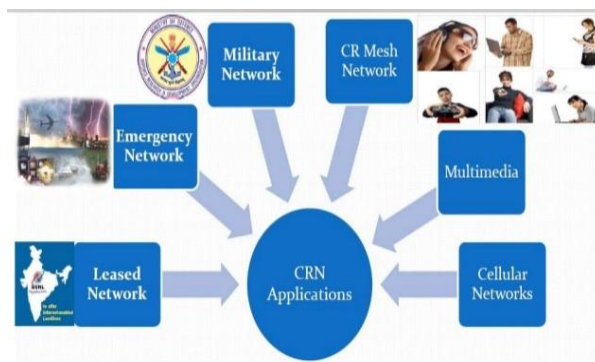 Military
Network
CR Mesh
Network
Emergency
Network
Multimedia
Leased
Network
CRN
Applications
Cellular
Networks